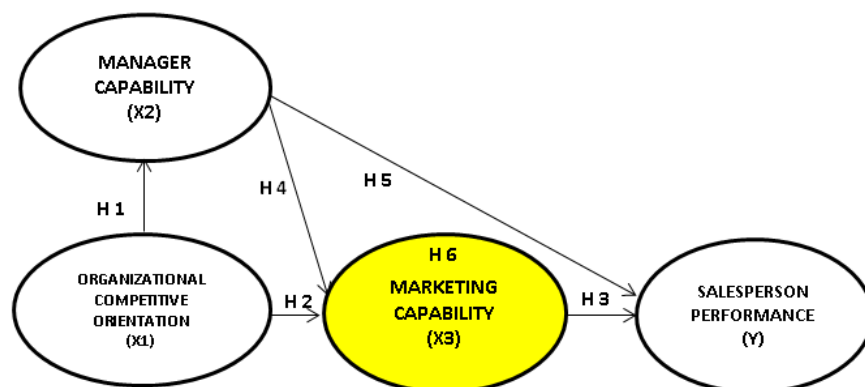 MANAGER
CAPABILITY
(X2)
H 4
H 5
H 1
H 6
ORGANIZATIONAL
COMPETITIVE
ORIENTATION
(X1)
H 2
MARKETING
CAPABILITY
(X3)
H 3
SALESPERSON
PERFORMANCE
(Y)